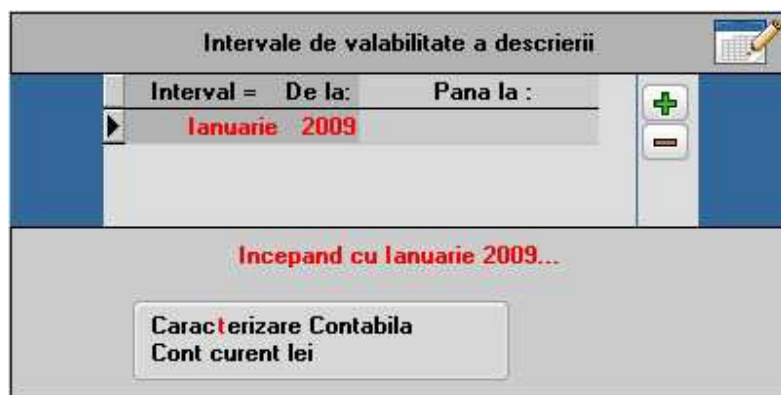 Intervale de valabilitate a descrierii
Interval = De la: Pana la :
Ianuarie 2009
Incepand cu Ianuarie 2009...
Caracterizare Contabila
Cont curent lei